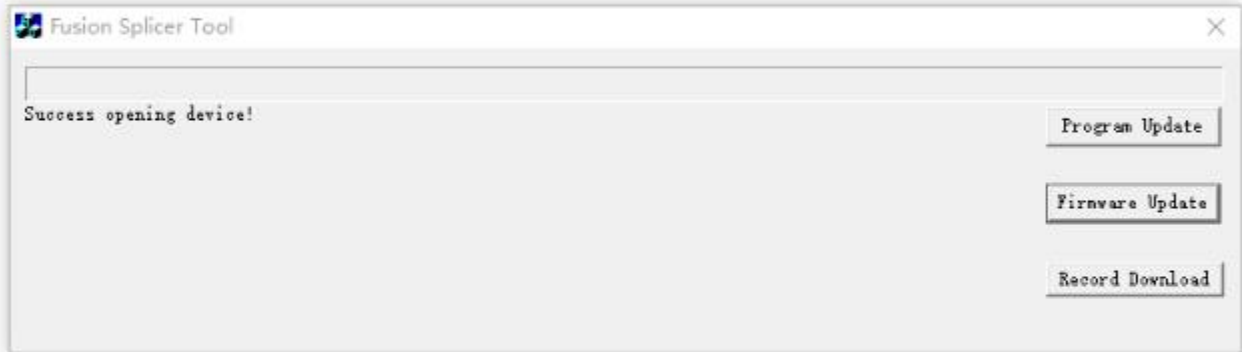 Fusion Splicer Tool
Success opening device!
Program Update
Firmware Update
Record Download